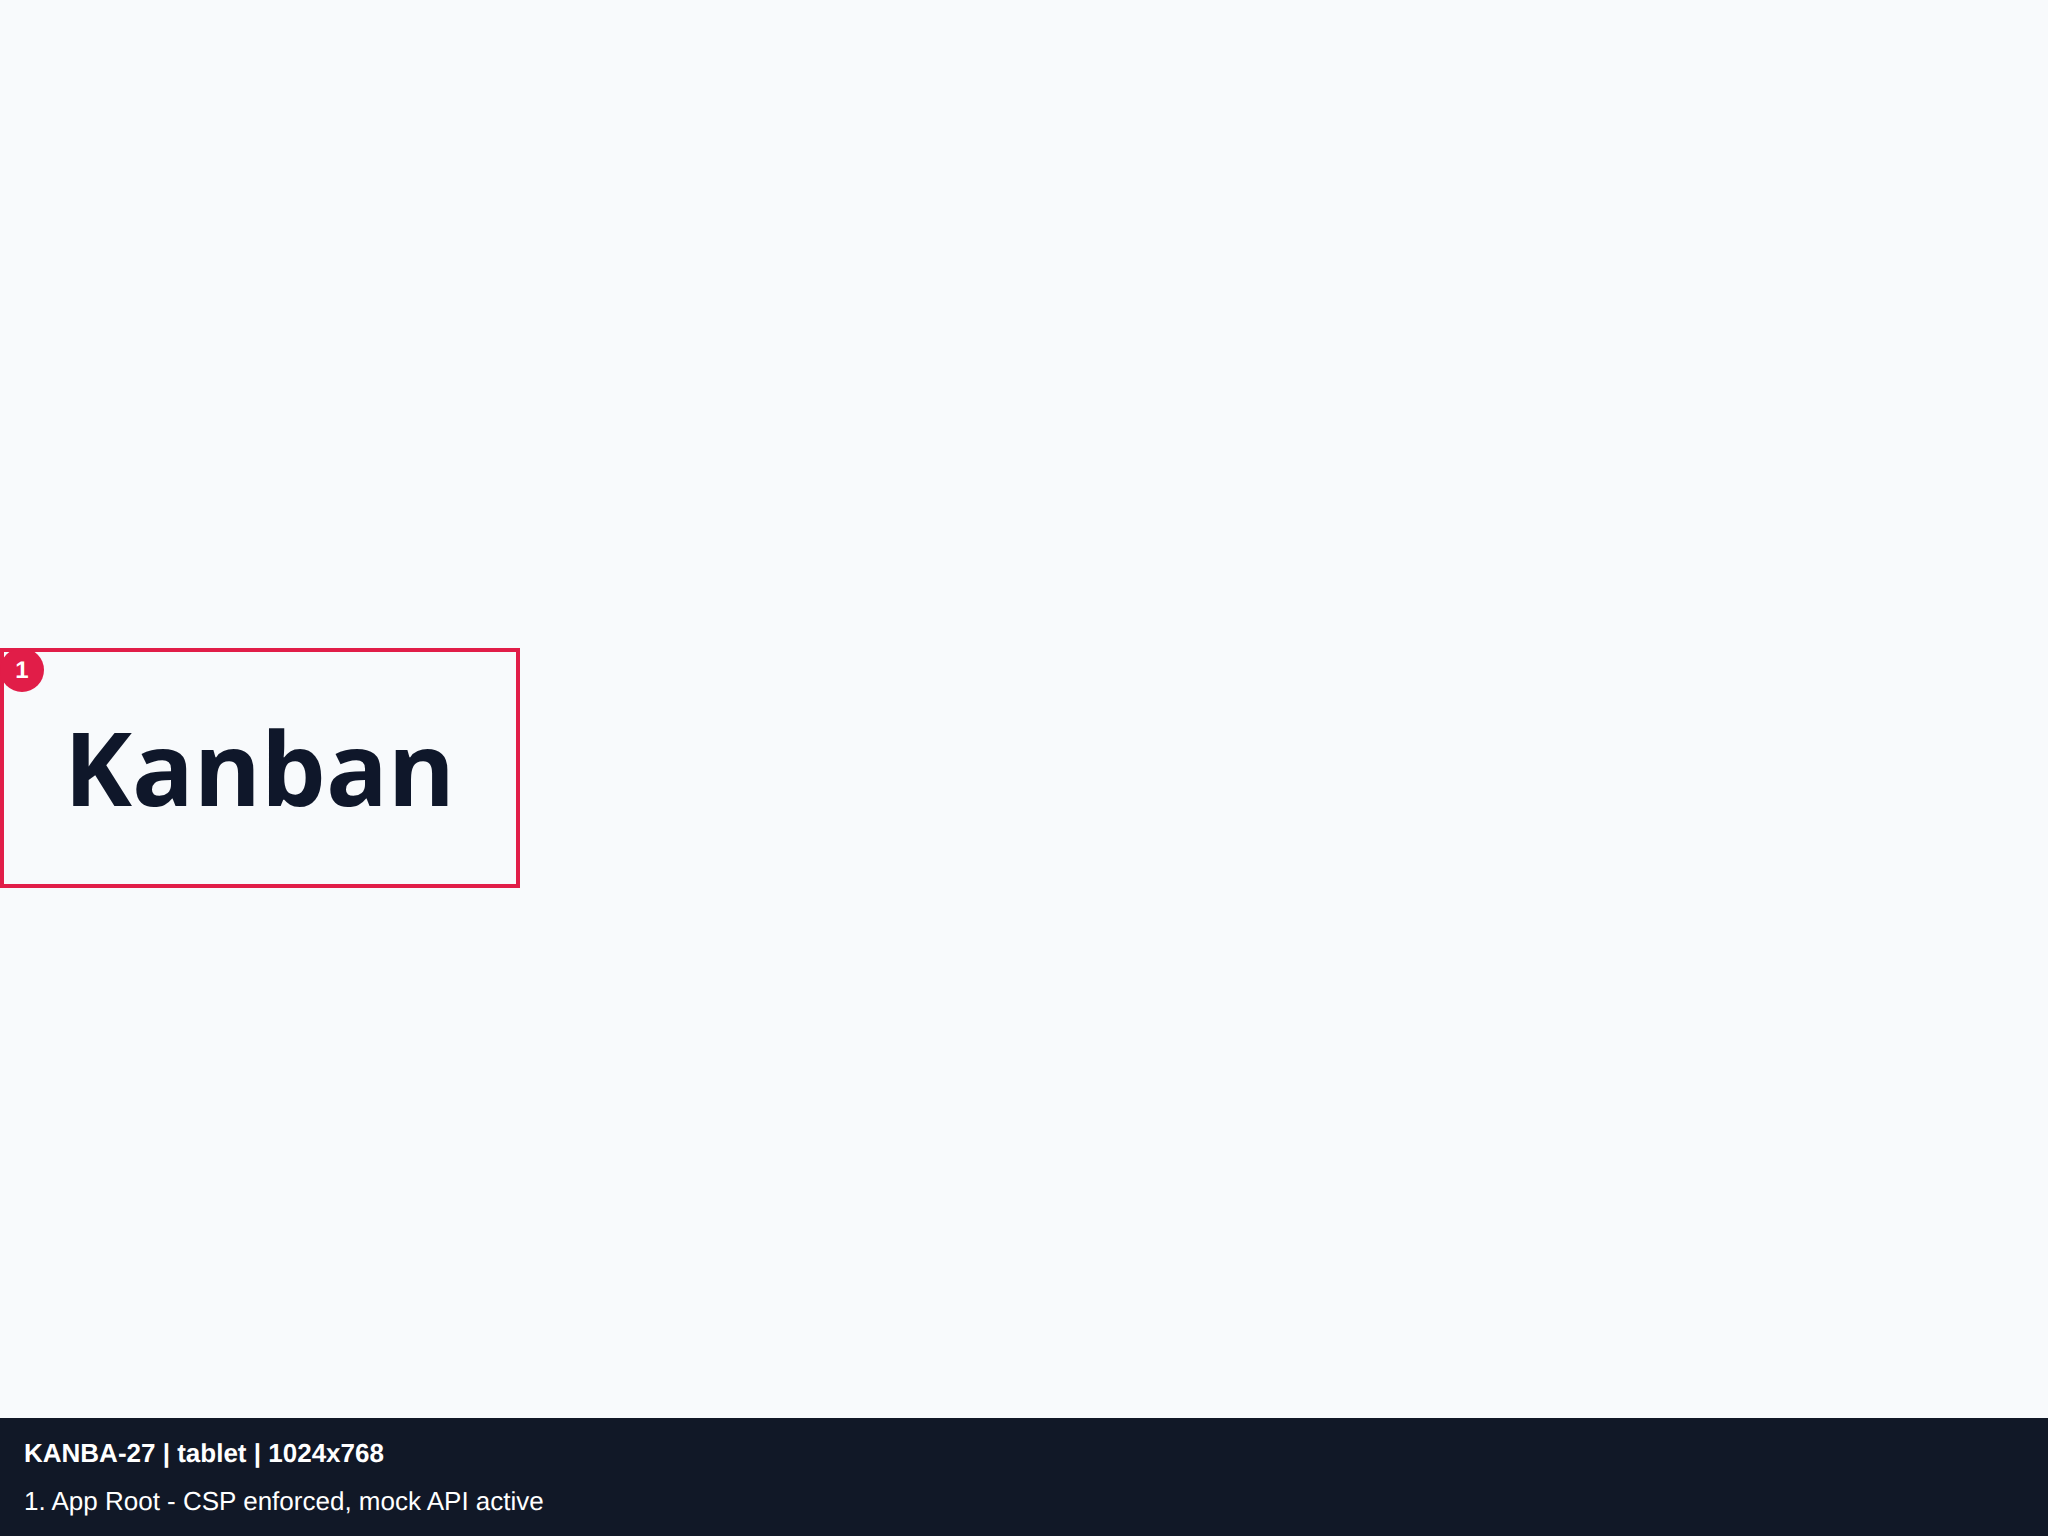 1
Kanban
KANBA-27 | tablet | 1024x768
1. App Root - CSP enforced, mock API active